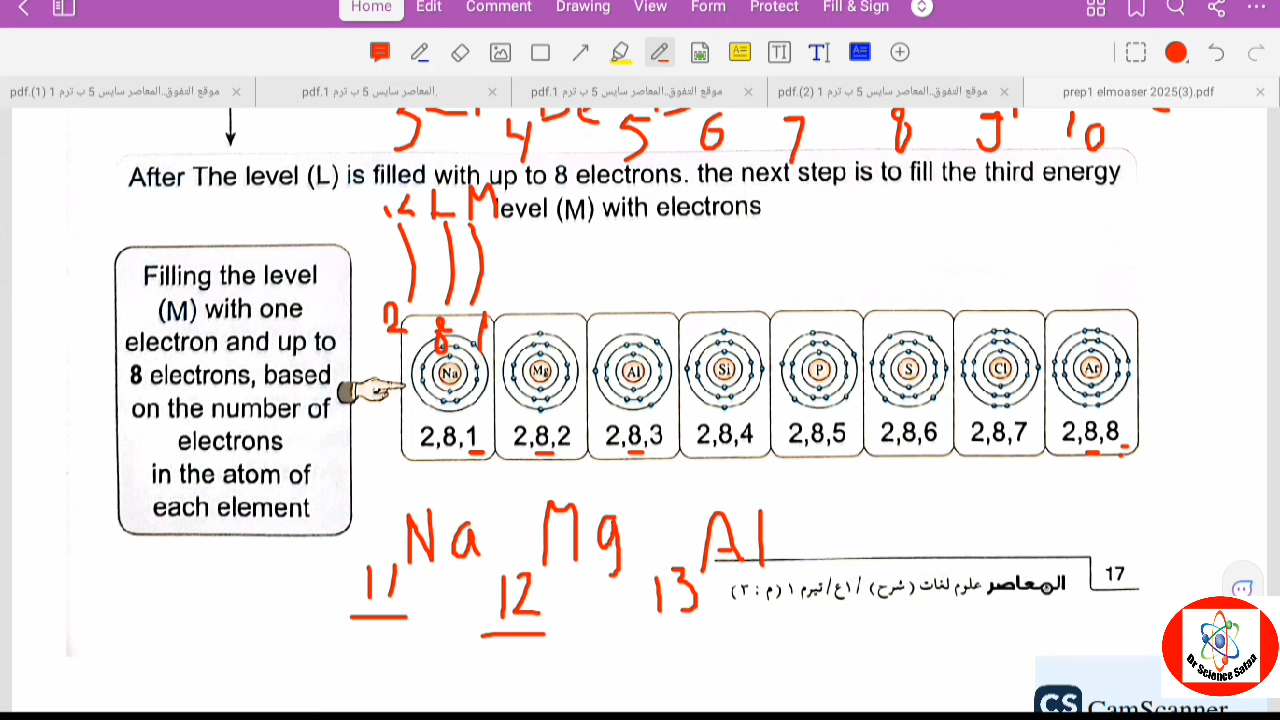 Home Edit Comment Drawing View Form Protect Fill & Sign
موقع التفوق.المعاصر سايس 5 ب ترم 1 (1).pdf
المعاصر سايس 5 ب ترم 1.pdf
موقع التفوق.المعاصر سايس 5 ب ترم 1.pdf
موقع التفوق.المعاصر سايس 5 ب ترم 1 (2).pdf
prep1 elmoaser 2025(3).pdf
3 4 5 6 7 8 9 10
After The level (L) is filled with up to 8 electrons. the next step is to fill the third energy
level (M) with electrons
K L M
2 8 1
Filling the level
(M) with one
electron and up to
8 electrons, based
on the number of
electrons
in the atom of
each element
Na Mg Al Si P S Cl Ar
2,8,1 2,8,2 2,8,3 2,8,4 2,8,5 2,8,6 2,8,7 2,8,8
11 Na 12 Mg 13 Al
المعاصر علوم لغات (شرح) / ١ع / تيرم ١ (م : ٣)
17
Dr Science Safaa
CS CamScanner